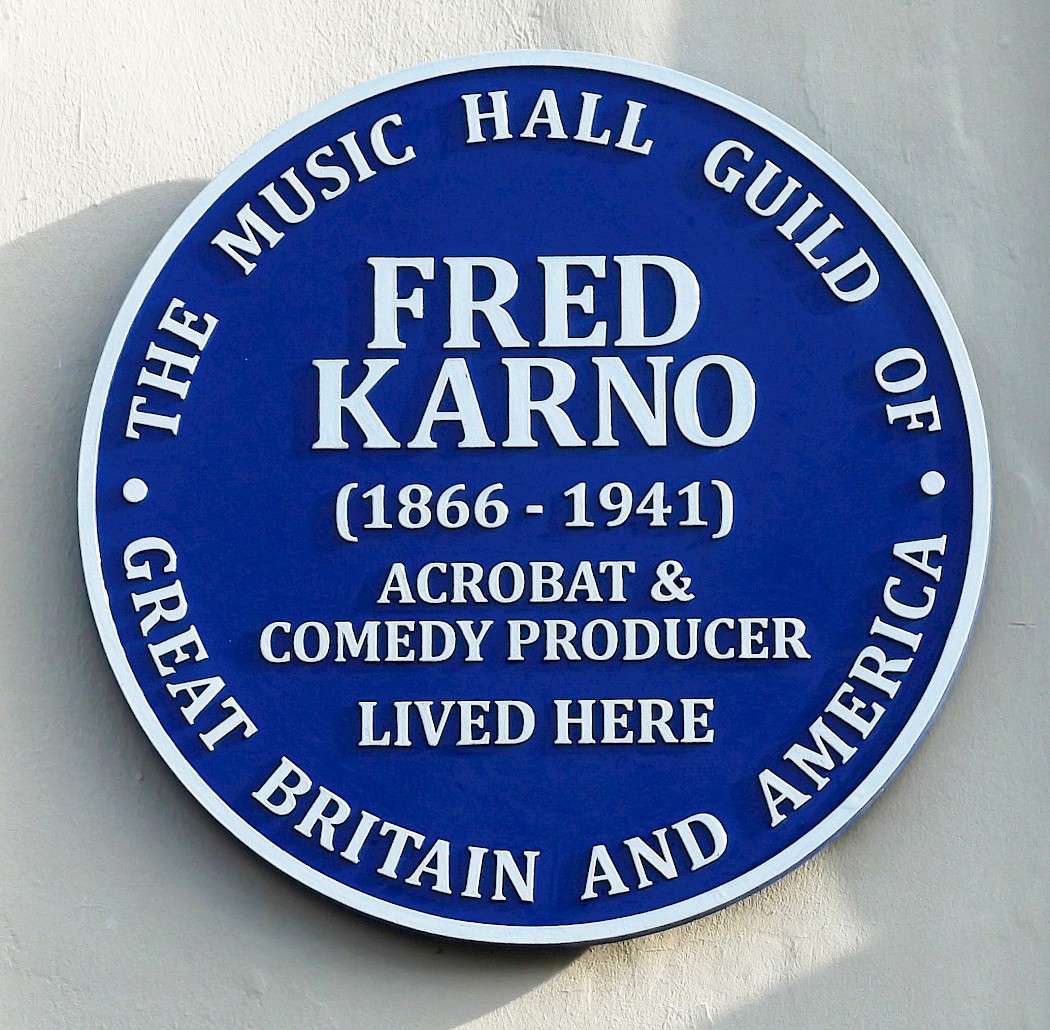 THE MUSIC HALL GUILD OF
FRED
KARNO
(1866 - 1941)
ACROBAT &
COMEDY PRODUCER
LIVED HERE
GREAT BRITAIN AND AMERICA